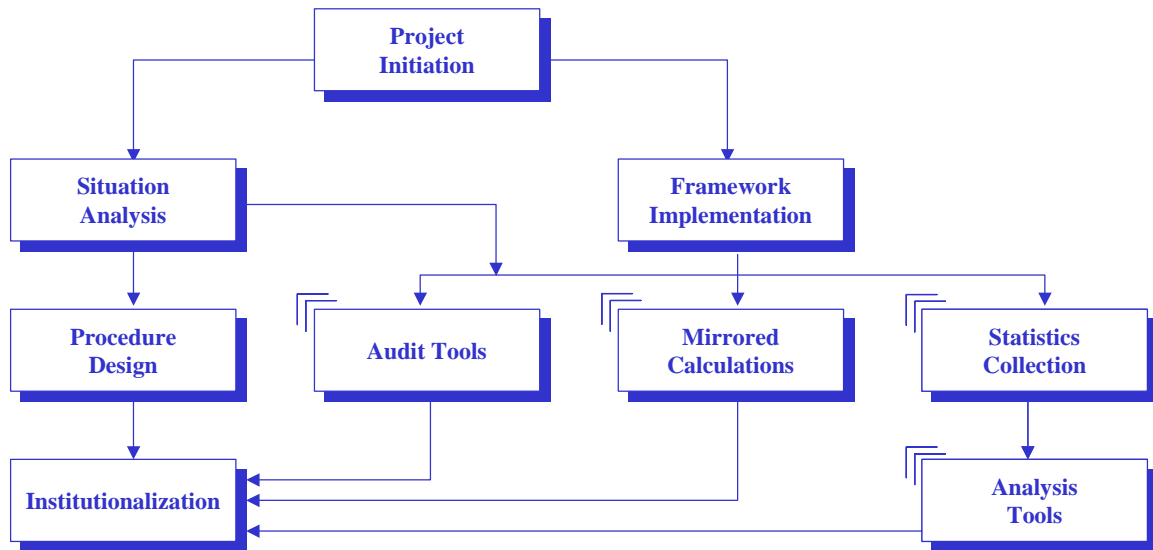 Project
Initiation
Situation
Analysis
Framework
Implementation
Procedure
Design
Audit Tools
Mirrored
Calculations
Statistics
Collection
Institutionalization
Analysis
Tools